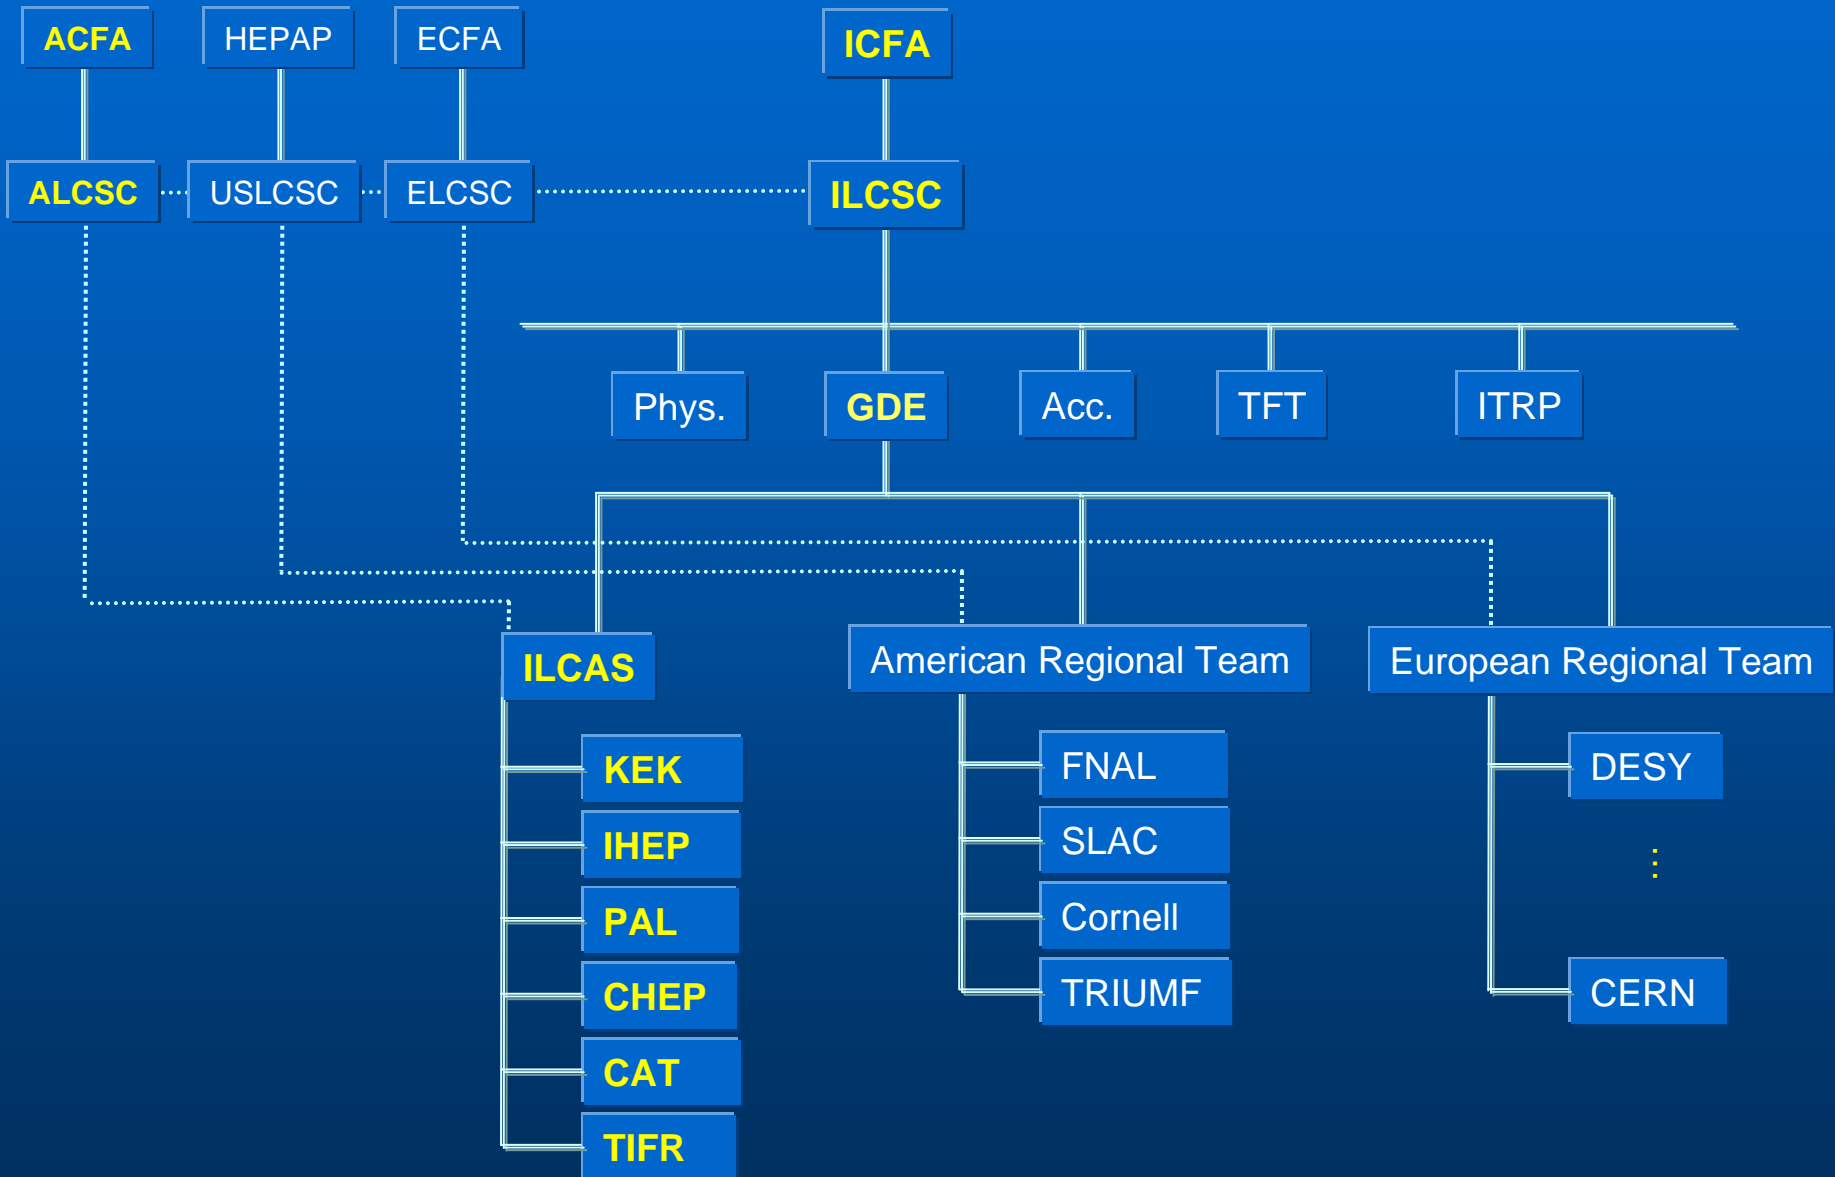 ACFA
HEPAP
ECFA
ICFA
ALCSC
USLCSC
ELCSC
ILCSC
Phys.
GDE
Acc.
TFT
ITRP
ILCAS
American Regional Team
European Regional Team
KEK
IHEP
PAL
CHEP
CAT
TIFR
FNAL
SLAC
Cornell
TRIUMF
DESY
⋮
CERN